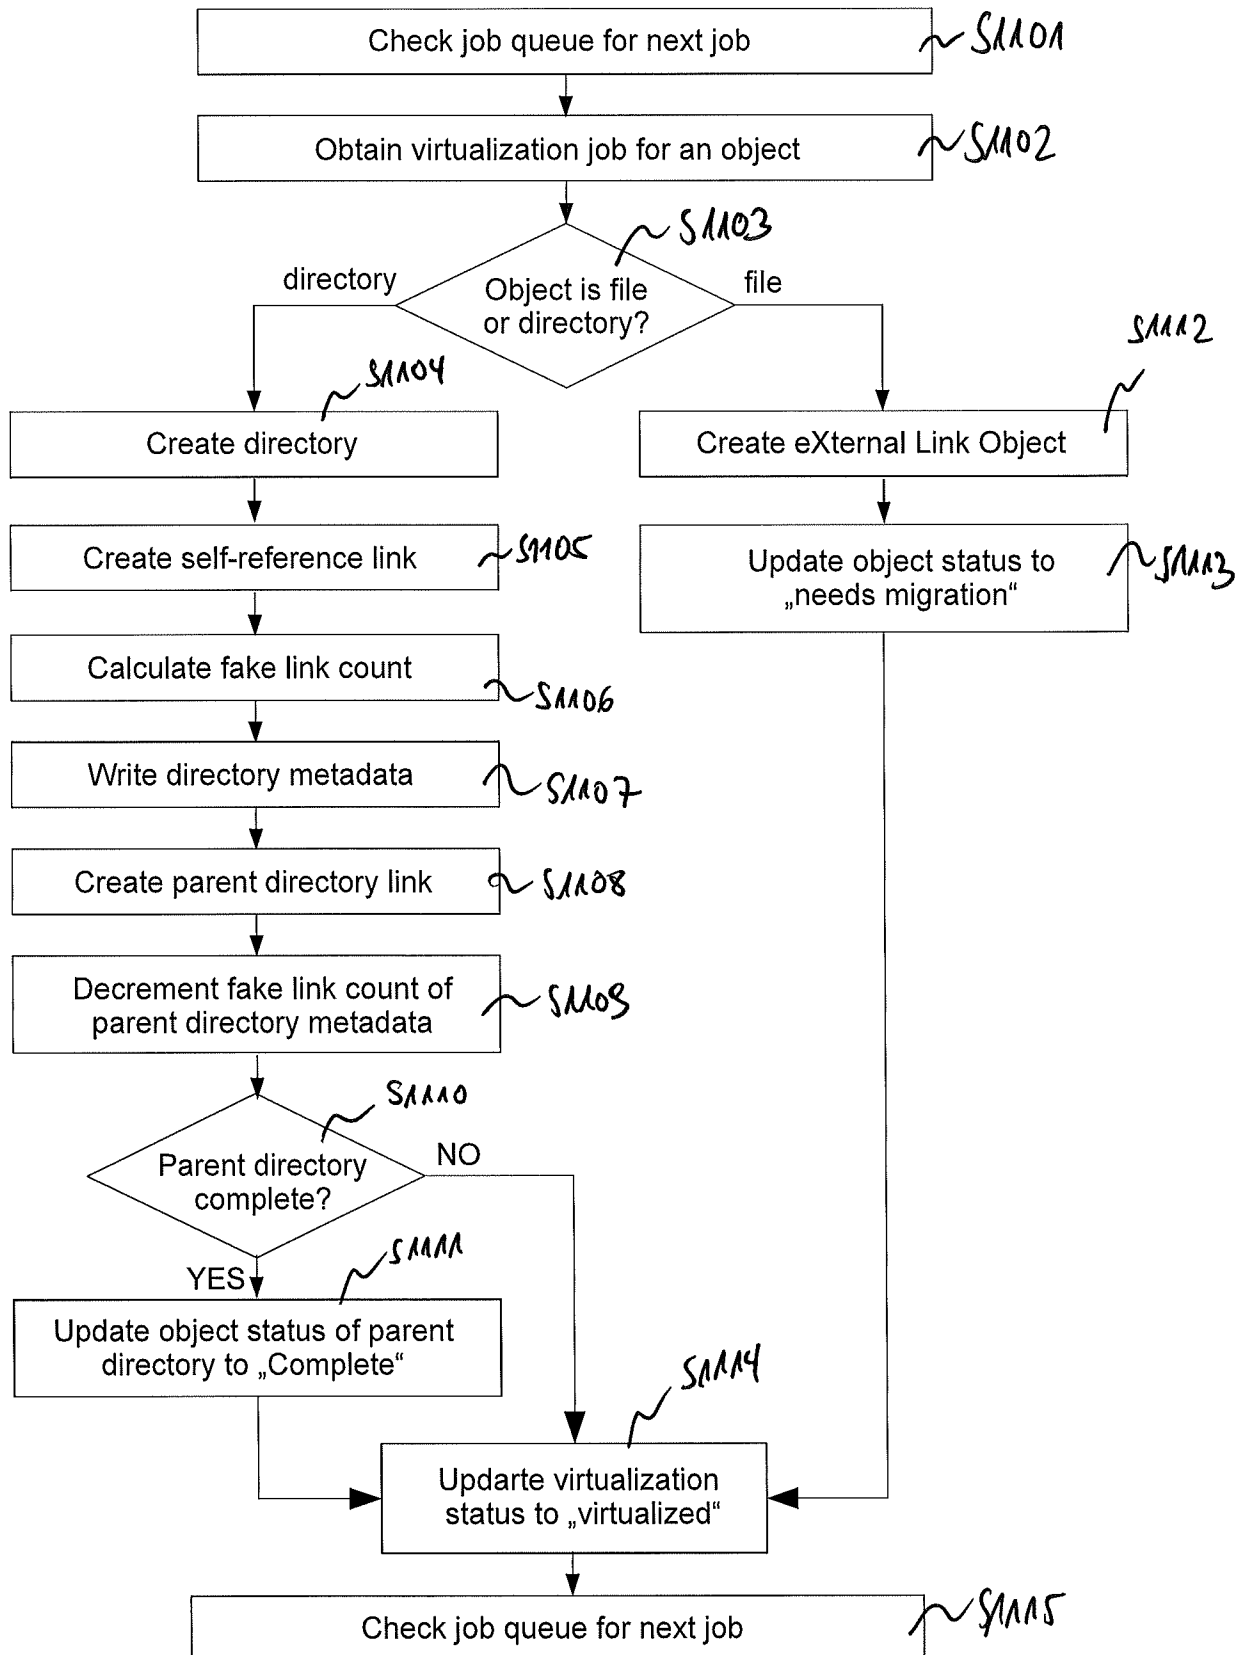 Check job queue for next job
S1101
Obtain virtualization job for an object
S1102
S1103
directory
Object is file
or directory?
file
S1104
S1112
Create directory
Create eXternal Link Object
Create self-reference link
S1105
Update object status to
„needs migration“
S1113
Calculate fake link count
S1106
Write directory metadata
S1107
Create parent directory link
S1108
Decrement fake link count of
parent directory metadata
S1109
S1110
Parent directory
complete?
NO
YES
S1111
Update object status of parent
directory to „Complete“
S1114
Updarte virtualization
status to „virtualized“
Check job queue for next job
S1115